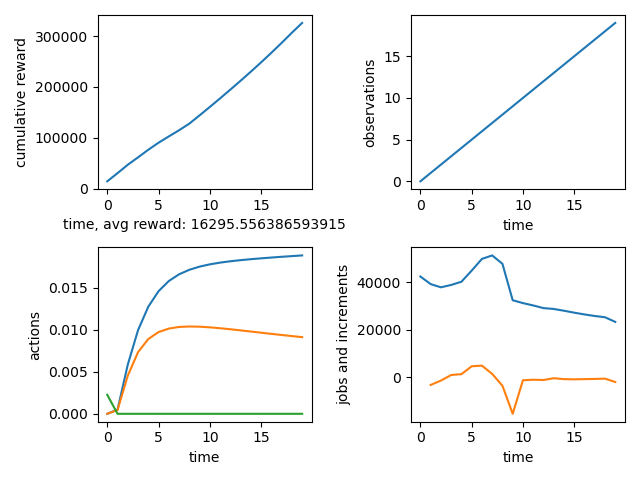 cumulative reward
300000
200000
100000
0
0 5 10 15
time, avg reward: 16295.556386593915
observations
15
10
5
0
0 5 10 15
time
actions
0.015
0.010
0.005
0.000
0 5 10 15
time
jobs and increments
40000
20000
0
0 5 10 15
time